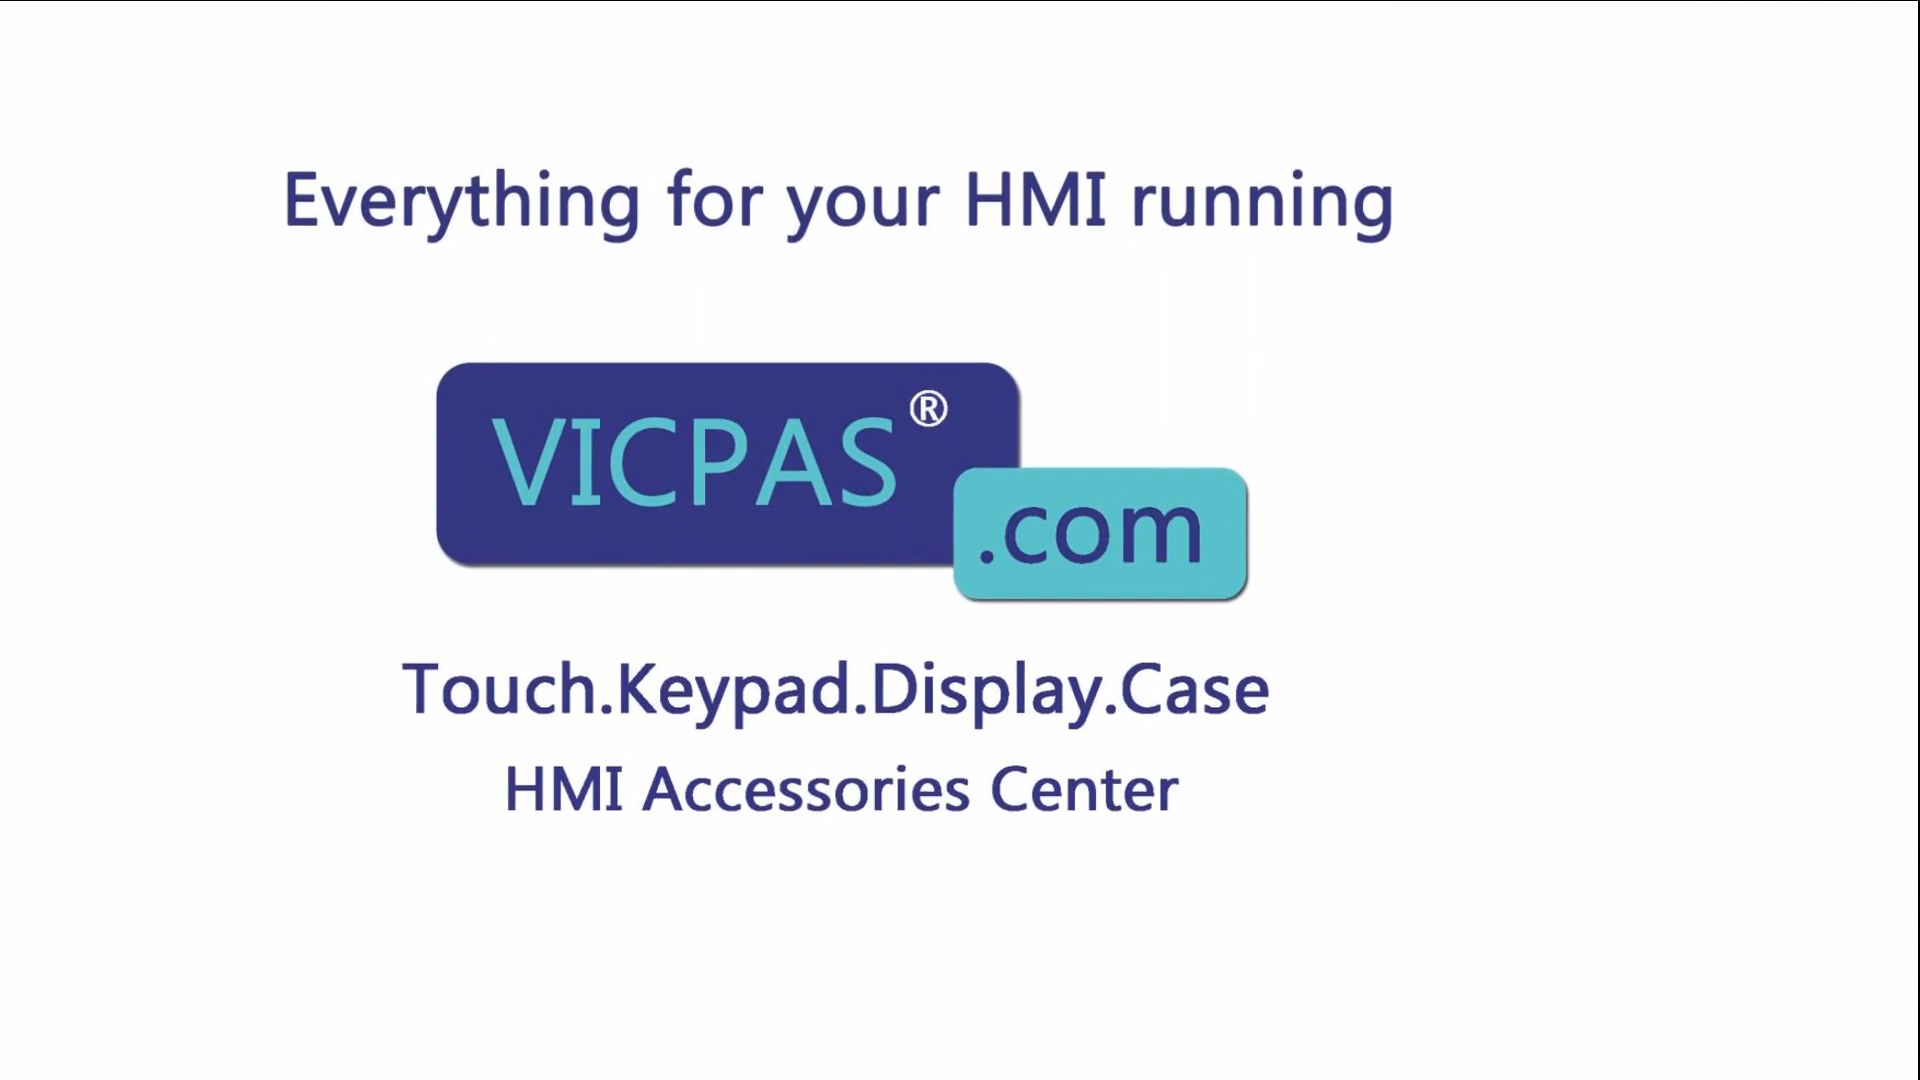 Everything for your HMI running
VICPAS®
.com
Touch.Keypad.Display.Case
HMI Accessories Center